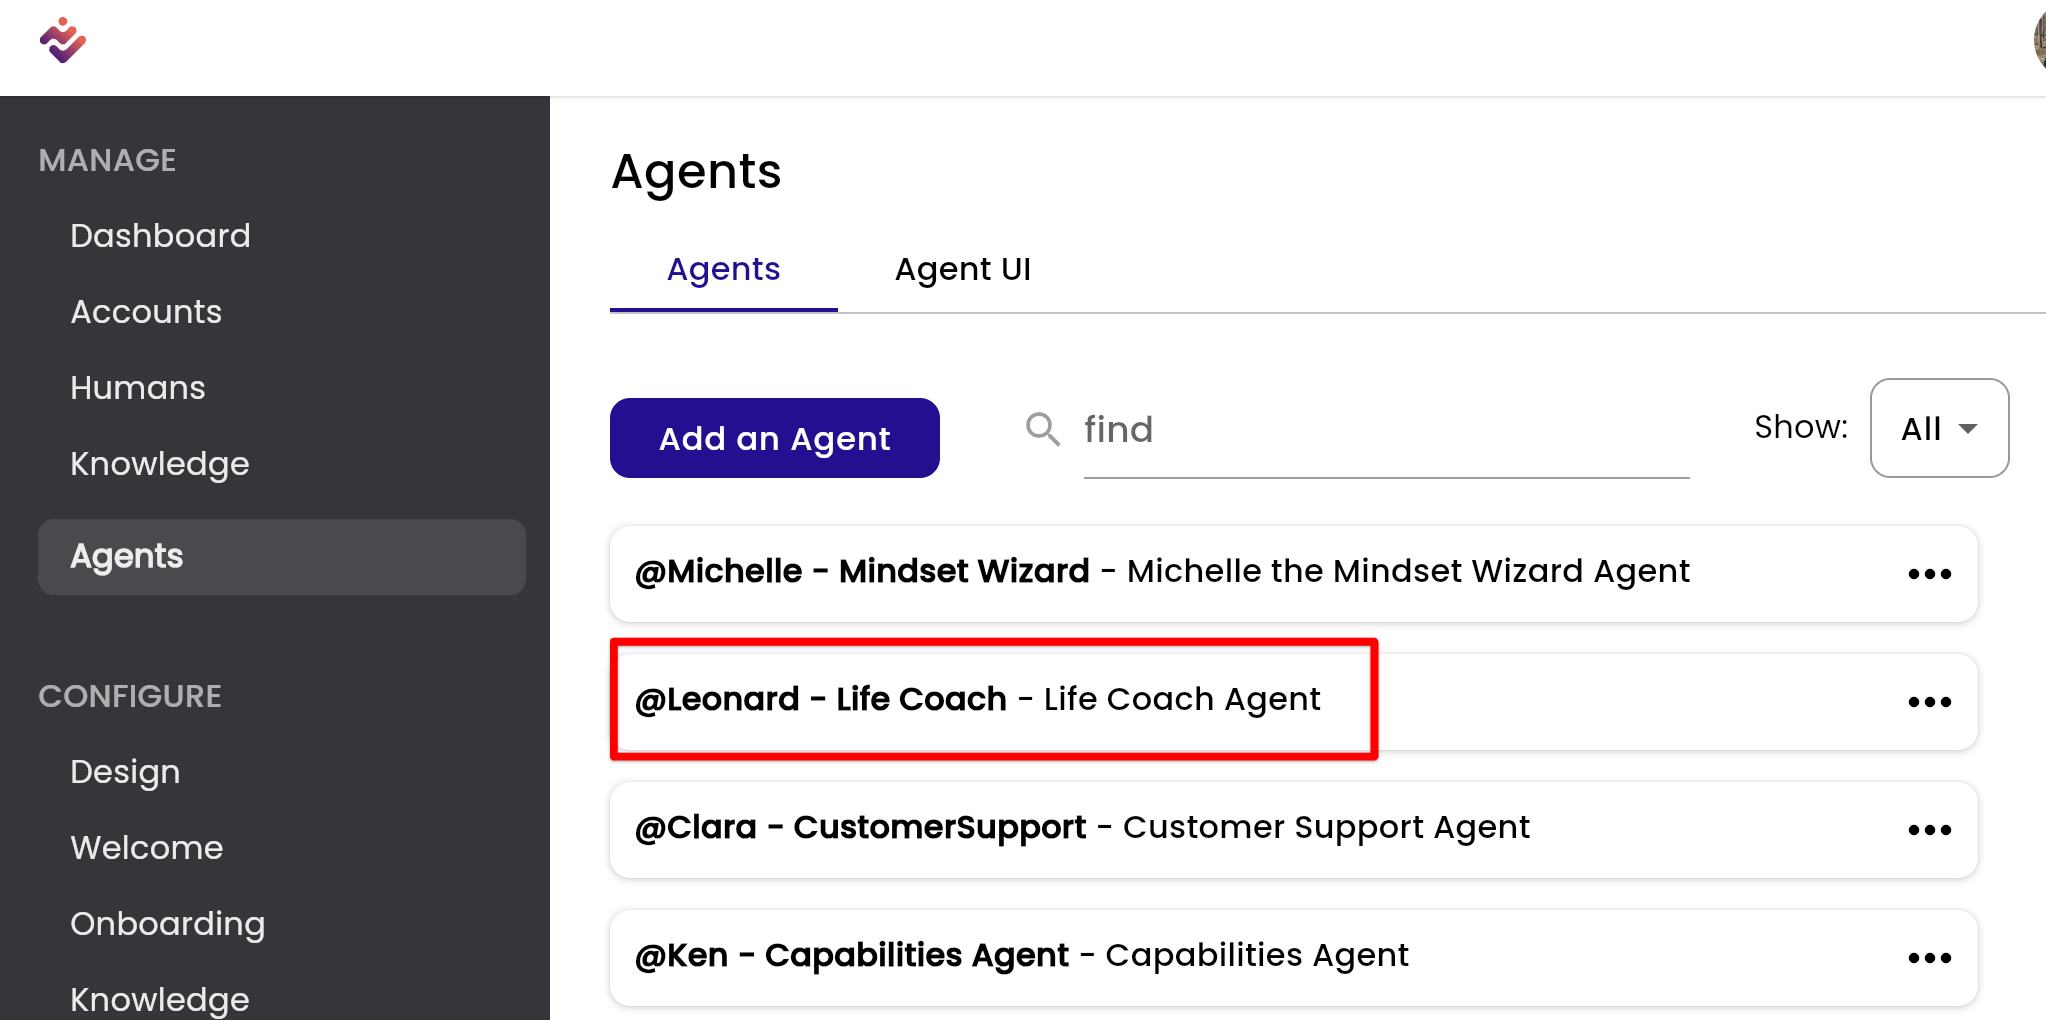 MANAGE
Dashboard
Accounts
Humans
Knowledge
Agents
CONFIGURE
Design
Welcome
Onboarding
Knowledge
Agents
Agents Agent UI
Add an Agent find Show: All
@Michelle - Mindset Wizard - Michelle the Mindset Wizard Agent
@Leonard - Life Coach - Life Coach Agent
@Clara - CustomerSupport - Customer Support Agent
@Ken - Capabilities Agent - Capabilities Agent